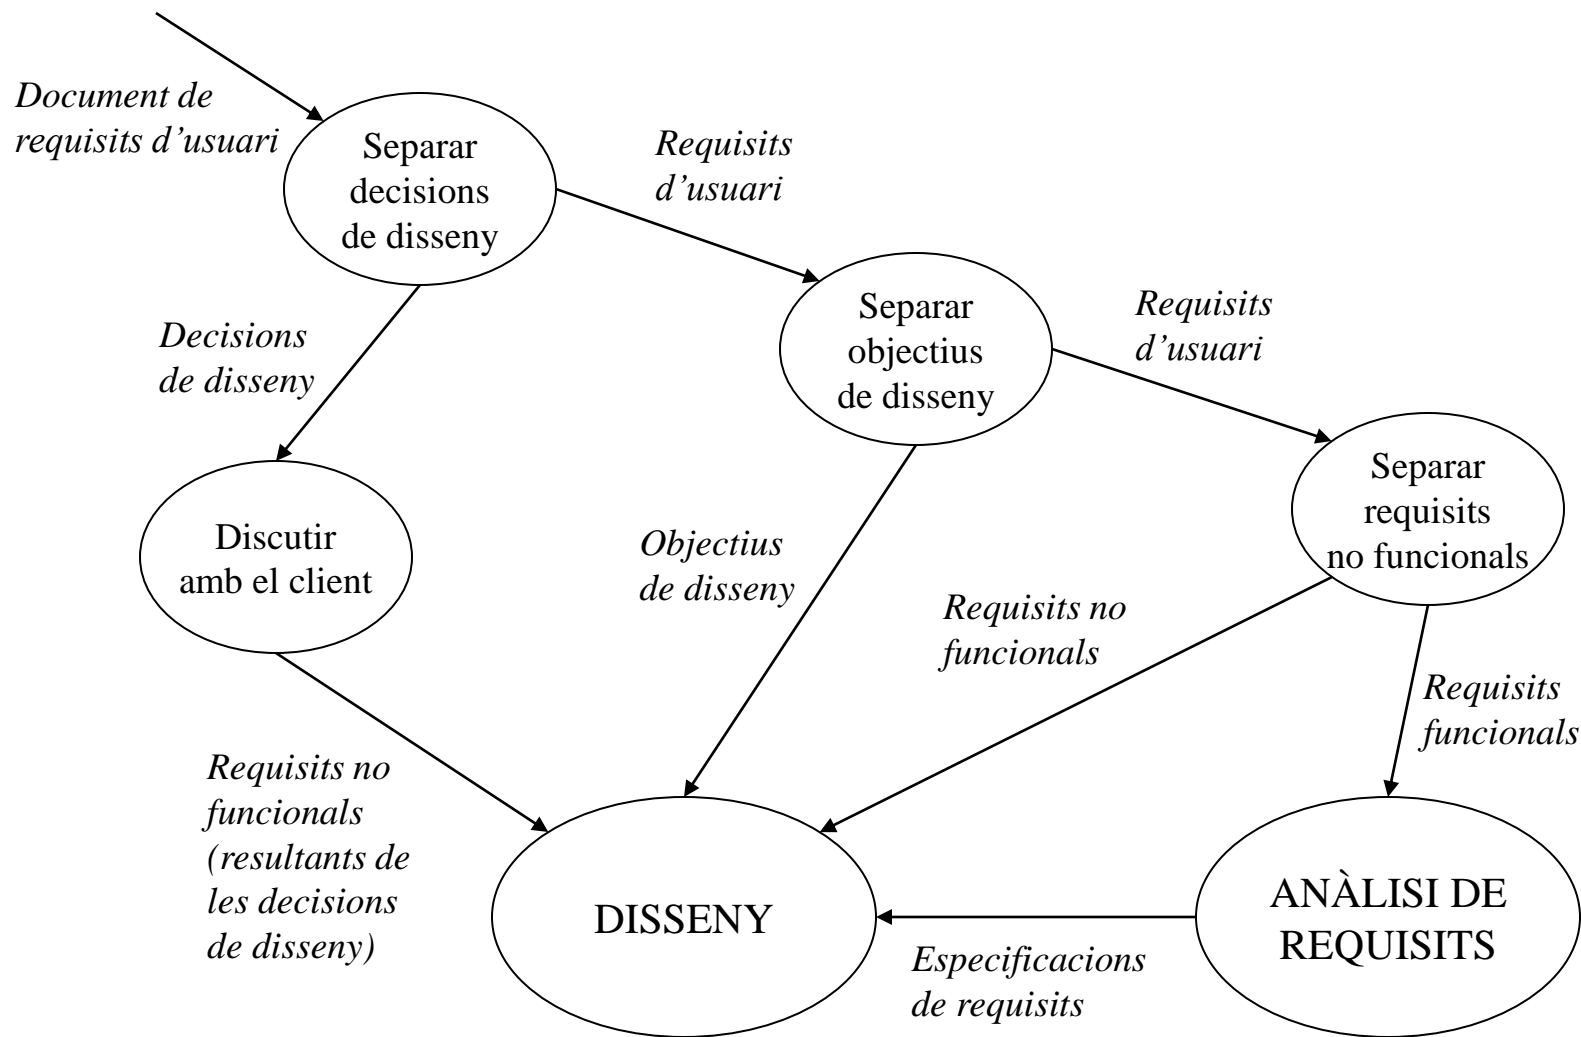 Document de
requisits d’usuari
Separar
decisions
de disseny
Requisits
d’usuari
Separar
objectius
de disseny
Requisits
d’usuari
Decisions
de disseny
Separar
requisits
no funcionals
Discutir
amb el client
Objectius
de disseny
Requisits no
funcionals
Requisits
funcionals
Requisits no
funcionals
(resultants de
les decisions
de disseny)
DISSENY
ANÀLISI DE
REQUISITS
Especificacions
de requisits